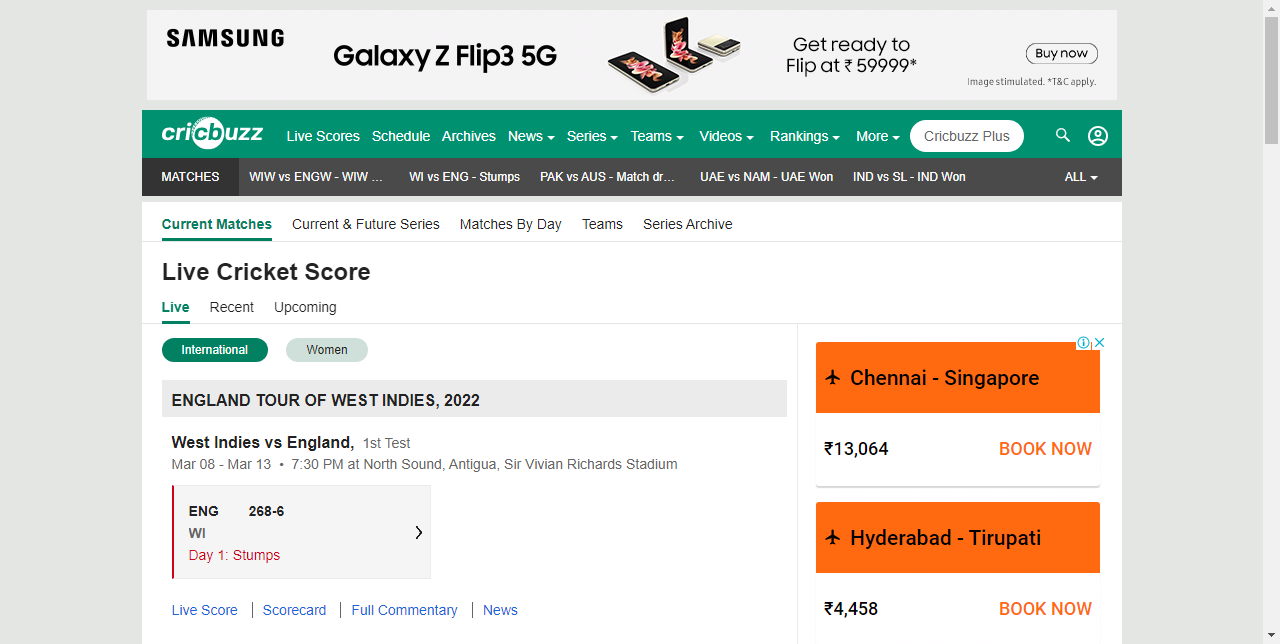 SAMSUNG
Galaxy Z Flip3 5G
Get ready to
Flip at ₹ 59999*
Buy now
Image stimulated. *T&C apply.
cricbuzz
Live Scores Schedule Archives News Series Teams Videos Rankings More Cricbuzz Plus
MATCHES WIW vs ENGW - WIW ... WI vs ENG - Stumps PAK vs AUS - Match dr... UAE vs NAM - UAE Won IND vs SL - IND Won ALL
Current Matches Current & Future Series Matches By Day Teams Series Archive
Live Cricket Score
Live Recent Upcoming
International Women
ENGLAND TOUR OF WEST INDIES, 2022
West Indies vs England, 1st Test
Mar 08 - Mar 13 • 7:30 PM at North Sound, Antigua, Sir Vivian Richards Stadium
ENG 268-6
WI
Day 1: Stumps
Live Score Scorecard Full Commentary News
Chennai - Singapore
₹13,064 BOOK NOW
Hyderabad - Tirupati
₹4,458 BOOK NOW